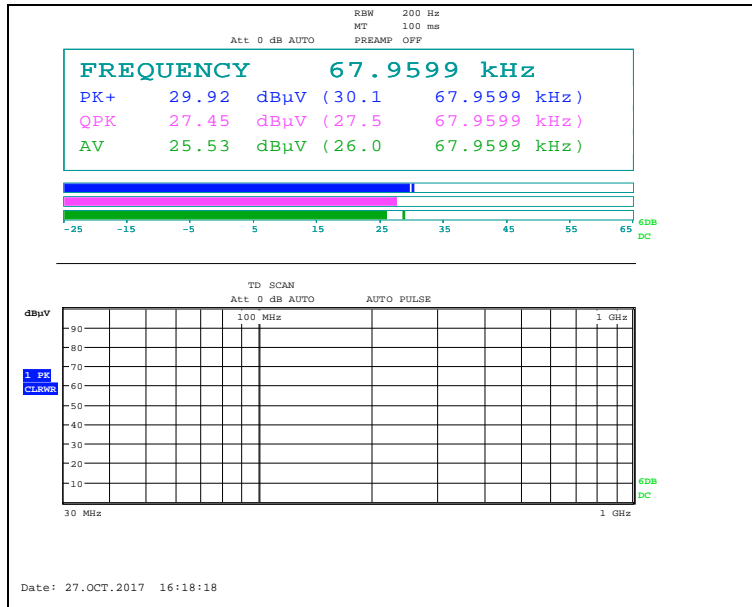 RBW 200 Hz
MT 100 ms
Att 0 dB AUTO PREAMP OFF
FREQUENCY 67.9599 kHz
PK+ 29.92 dBµV (30.1 67.9599 kHz)
QPK 27.45 dBµV (27.5 67.9599 kHz)
AV 25.53 dBµV (26.0 67.9599 kHz)
-25 -15 -5 5 15 25 35 45 55 65
6DB
DC
TD SCAN
Att 0 dB AUTO AUTO PULSE
dBµV
100 MHz 1 GHz
90
80
70
1 PK
60
CLRWR
50
40
30
20
10
6DB
DC
30 MHz 1 GHz
Date: 27.OCT.2017 16:18:18